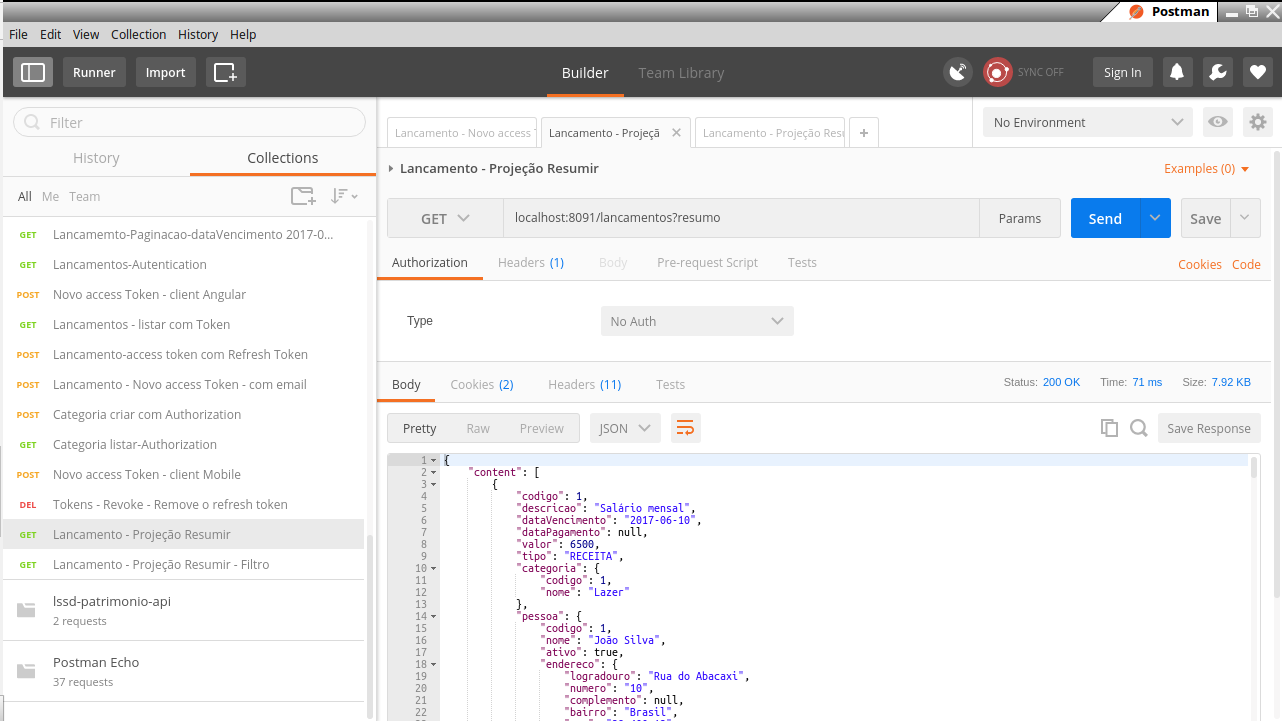 Postman
File Edit View Collection History Help
Runner Import Builder Team Library SYNC OFF Sign In
Filter
History Collections
All Me Team
GET Lancamemto-Paginacao-dataVencimento 2017-0...
GET Lancamentos-Autentication
POST Novo access Token - client Angular
GET Lancamentos - listar com Token
POST Lancamento-access token com Refresh Token
POST Lancamento - Novo access Token - com email
POST Categoria criar com Authorization
GET Categoria listar-Authorization
POST Novo access Token - client Mobile
DEL Tokens - Revoke - Remove o refresh token
GET Lancamento - Projeção Resumir
GET Lancamento - Projeção Resumir - Filtro
lssd-patrimonio-api
2 requests
Postman Echo
37 requests
Lancamento - Novo access Lancamento - Projeçã × Lancamento - Projeção Resu +
No Environment
Lancamento - Projeção Resumir Examples (0)
GET localhost:8091/lancamentos?resumo Params Send Save
Authorization Headers (1) Body Pre-request Script Tests Cookies Code
Type No Auth
Body Cookies (2) Headers (11) Tests Status: 200 OK Time: 71 ms Size: 7.92 KB
Pretty Raw Preview JSON Save Response
1 {
2 "content": [
3 {
4 "codigo": 1,
5 "descricao": "Salário mensal",
6 "dataVencimento": "2017-06-10",
7 "dataPagamento": null,
8 "valor": 6500,
9 "tipo": "RECEITA",
10 "categoria": {
11 "codigo": 1,
12 "nome": "Lazer"
13 },
14 "pessoa": {
15 "codigo": 1,
16 "nome": "João Silva",
17 "ativo": true,
18 "endereco": {
19 "logradouro": "Rua do Abacaxi",
20 "numero": "10",
21 "complemento": null,
22 "bairro": "Brasil",